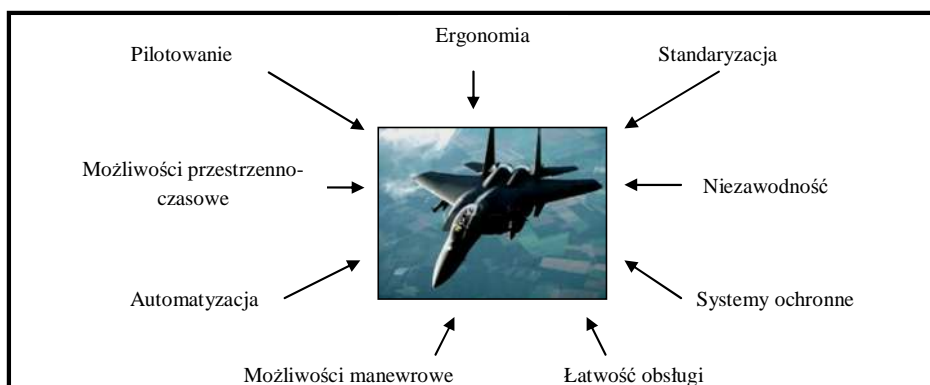 Ergonomia
Pilotowanie
Standaryzacja
Możliwości przestrzenno-
czasowe
Niezawodność
Automatyzacja
Systemy ochronne
Możliwości manewrowe
Łatwość obsługi